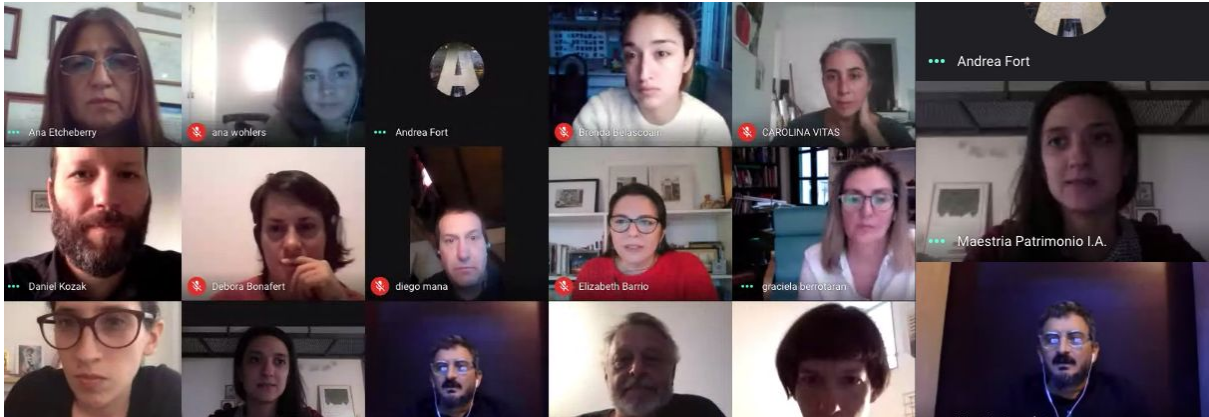 Ana Etcheberry
ana wohlers
A
Andrea Fort
Brenda Belascoain
CAROLINA VITAS
Andrea Fort
Daniel Kozak
Debora Bonafert
diego mana
Elizabeth Barrio
graciela berrotaran
Maestria Patrimonio I.A.